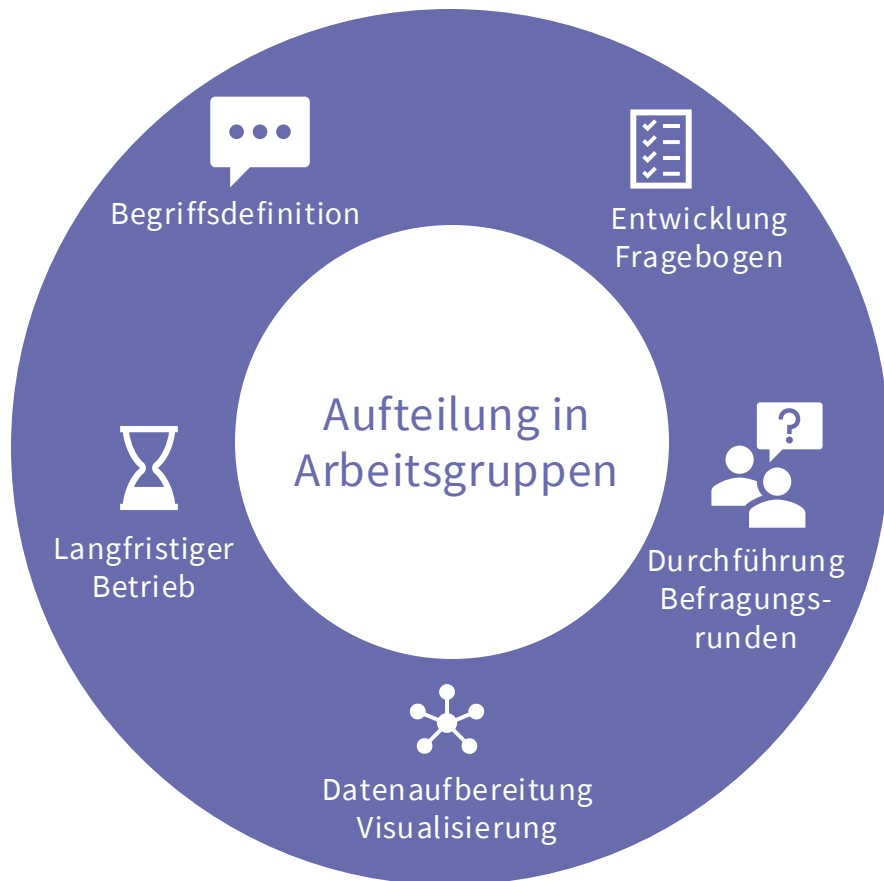 Begriffsdefinition
Entwicklung
Fragebogen
Aufteilung in
Arbeitsgruppen
?
Durchführung
Befragungs-
runden
Langfristiger
Betrieb
Datenaufbereitung
Visualisierung